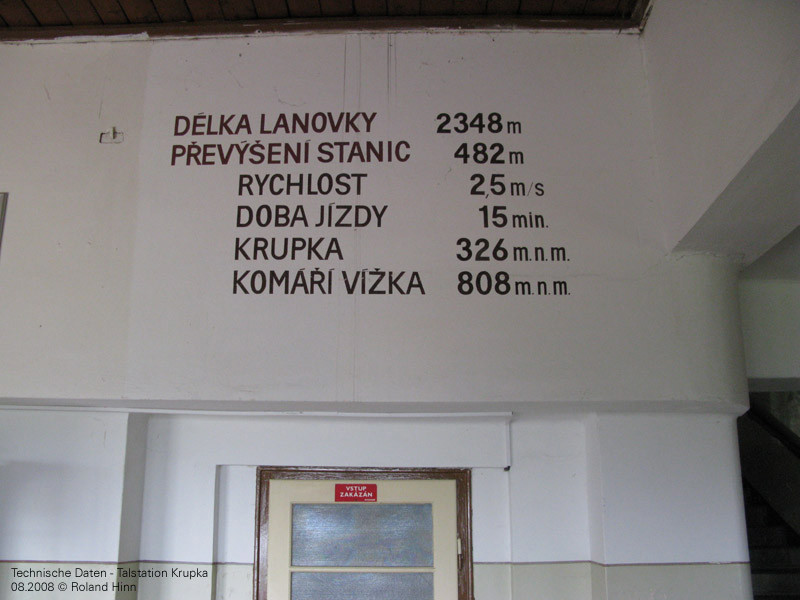 DÉLKA LANOVKY 2348 m
PŘEVÝŠENÍ STANIC 482 m
RYCHLOST 2,5 m/s
DOBA JÍZDY 15 min.
KRUPKA 326 m.n.m.
KOMÁŘÍ VÍŽKA 808 m.n.m.
VSTUP
ZAKÁZÁN
Technische Daten - Talstation Krupka
08.2008 © Roland Hinn